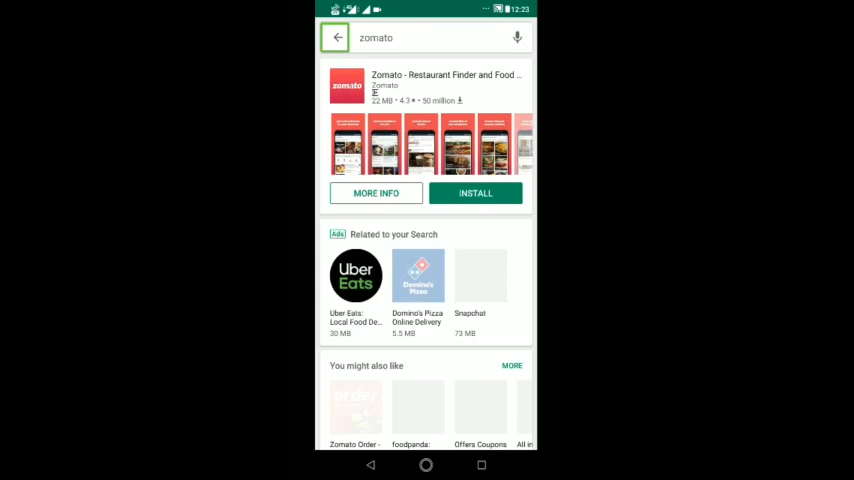 12:23
zomato
zomato
Zomato - Restaurant Finder and Food ...
Zomato
22 MB • 4.3 ★ • 50 million
MORE INFO
INSTALL
Ads Related to your Search
Uber Eats
Domino's Pizza
Uber Eats:
Local Food De...
30 MB
Domino's Pizza
Online Delivery
5.5 MB
Snapchat
73 MB
You might also like
MORE
order
Zomato Order -
foodpanda:
Offers Coupons
All in